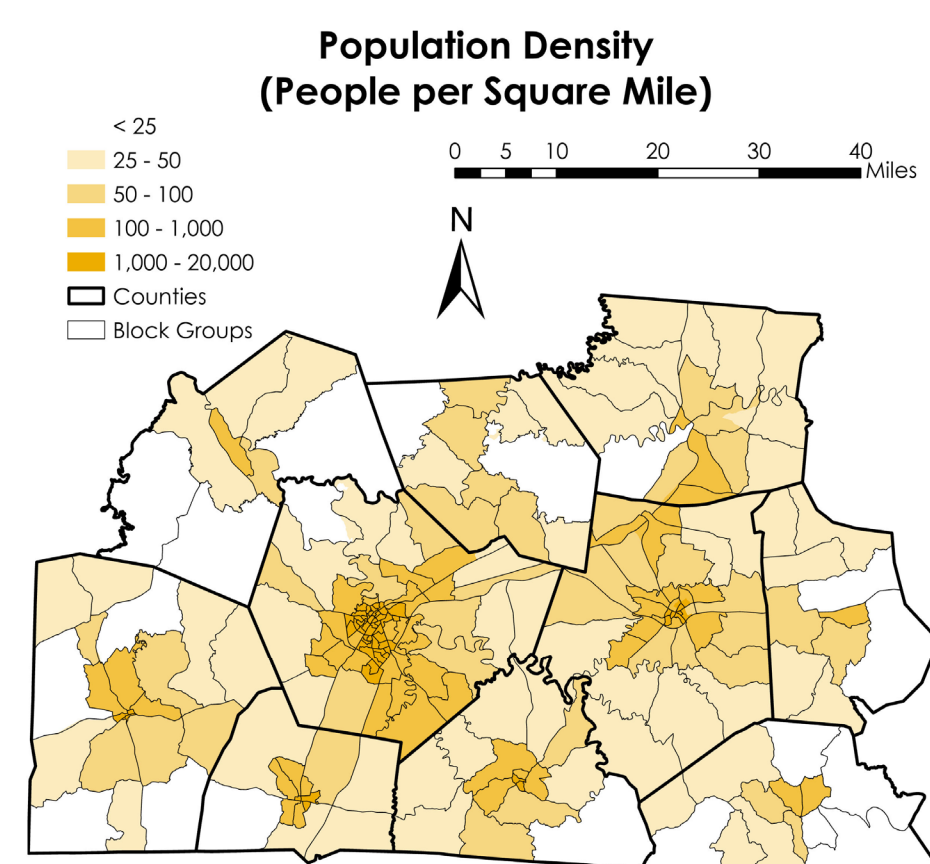 Population Density
(People per Square Mile)
< 25
25 - 50
50 - 100
100 - 1,000
1,000 - 20,000
Counties
Block Groups
0 5 10 20 30 40
Miles
N